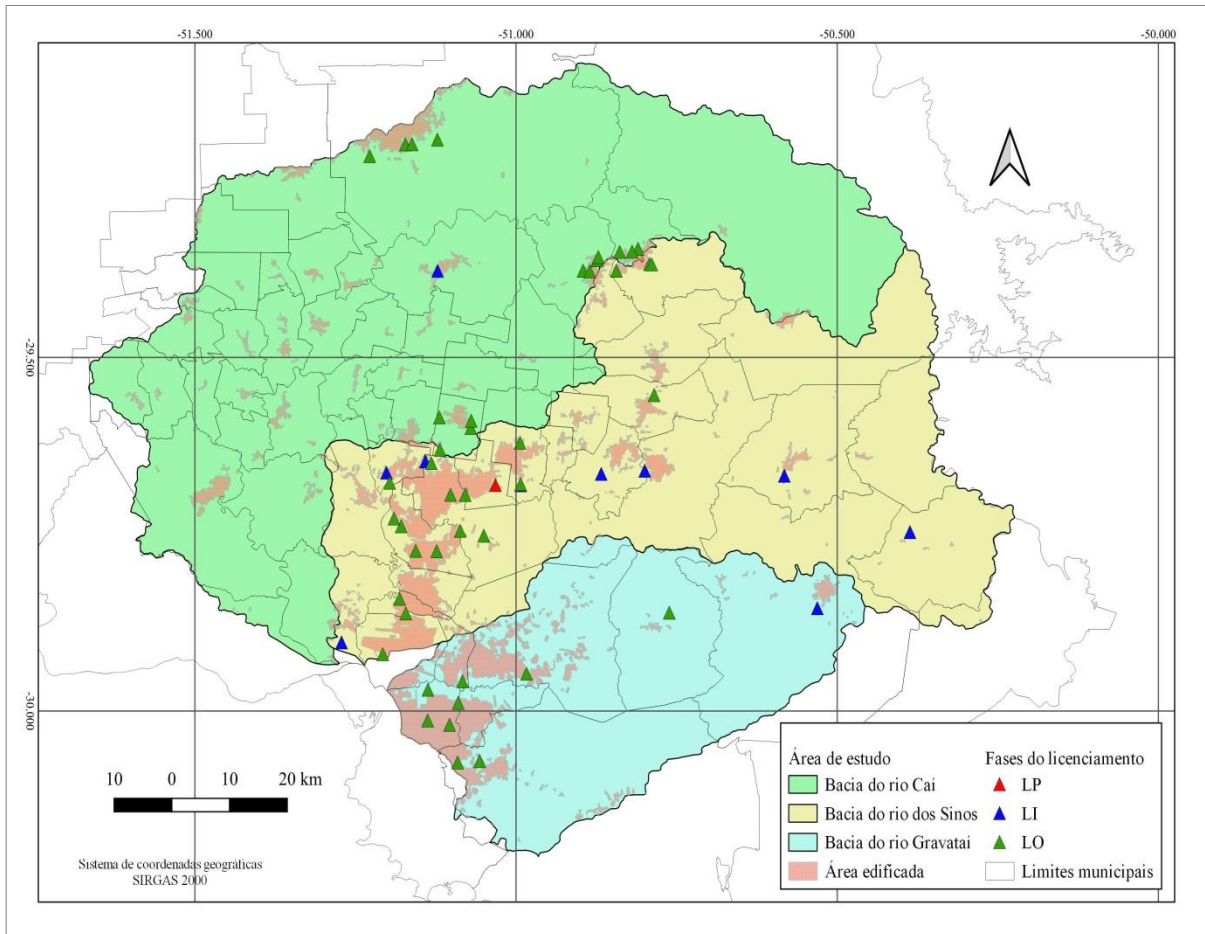 -51.500 -51.000 -50.500 -50.000
-29.500
-30.000
10 0 10 20 km
Sistema de coordenadas geográficas
SIRGAS 2000
Área de estudo
Bacia do rio Caí
Bacia do rio dos Sinos
Bacia do rio Gravataí
Área edificada
Fases do licenciamento
LP
LI
LO
Limites municipais